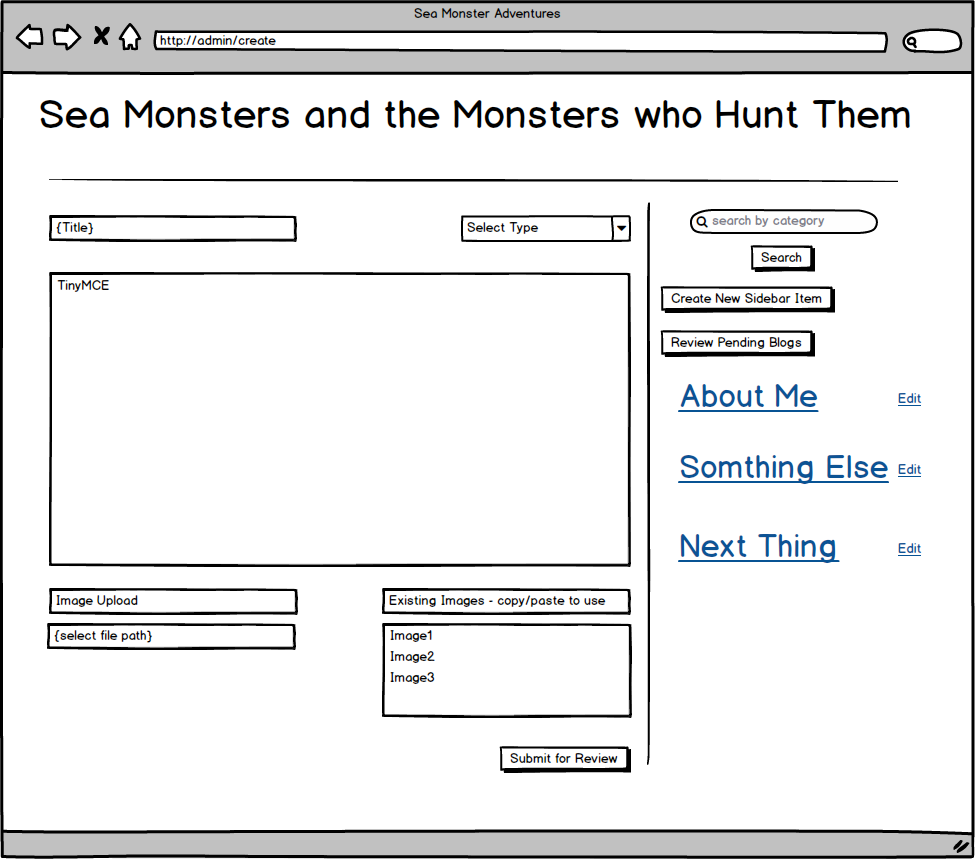 Sea Monster Adventures
http://admin/create
Sea Monsters and the Monsters who Hunt Them
{Title}
Select Type
TinyMCE
Image Upload
{select file path}
Existing Images - copy/paste to use
Image1
Image2
Image3
Submit for Review
search by category
Search
Create New Sidebar Item
Review Pending Blogs
About Me Edit
Somthing Else Edit
Next Thing Edit